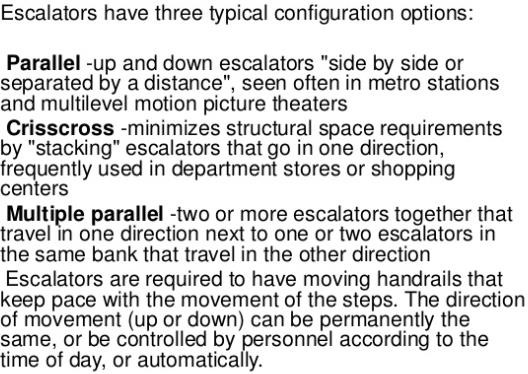 Escalators have three typical configuration options:
Parallel -up and down escalators "side by side or
separated by a distance", seen often in metro stations
and multilevel motion picture theaters
Crisscross -minimizes structural space requirements
by "stacking" escalators that go in one direction,
frequently used in department stores or shopping
centers
Multiple parallel -two or more escalators together that
travel in one direction next to one or two escalators in
the same bank that travel in the other direction
Escalators are required to have moving handrails that
keep pace with the movement of the steps. The direction
of movement (up or down) can be permanently the
same, or be controlled by personnel according to the
time of day, or automatically.